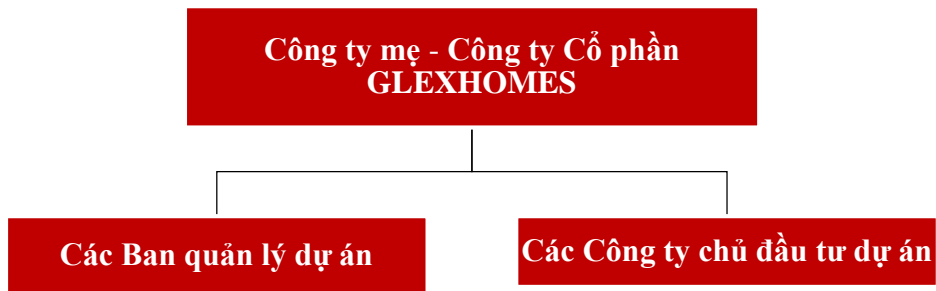 Công ty mẹ - Công ty Cổ phần
GLEXHOMES
Các Ban quản lý dự án
Các Công ty chủ đầu tư dự án